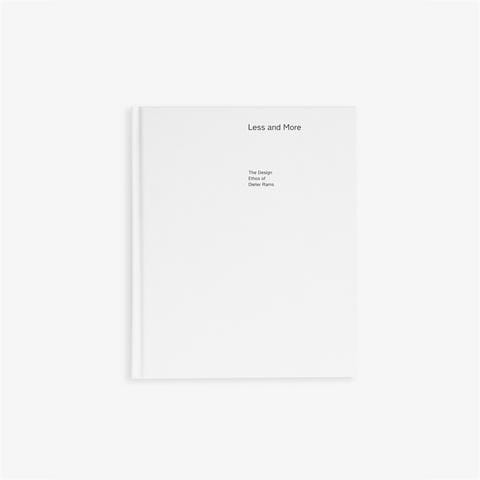 Less and More
The Design
Ethos of
Dieter Rams